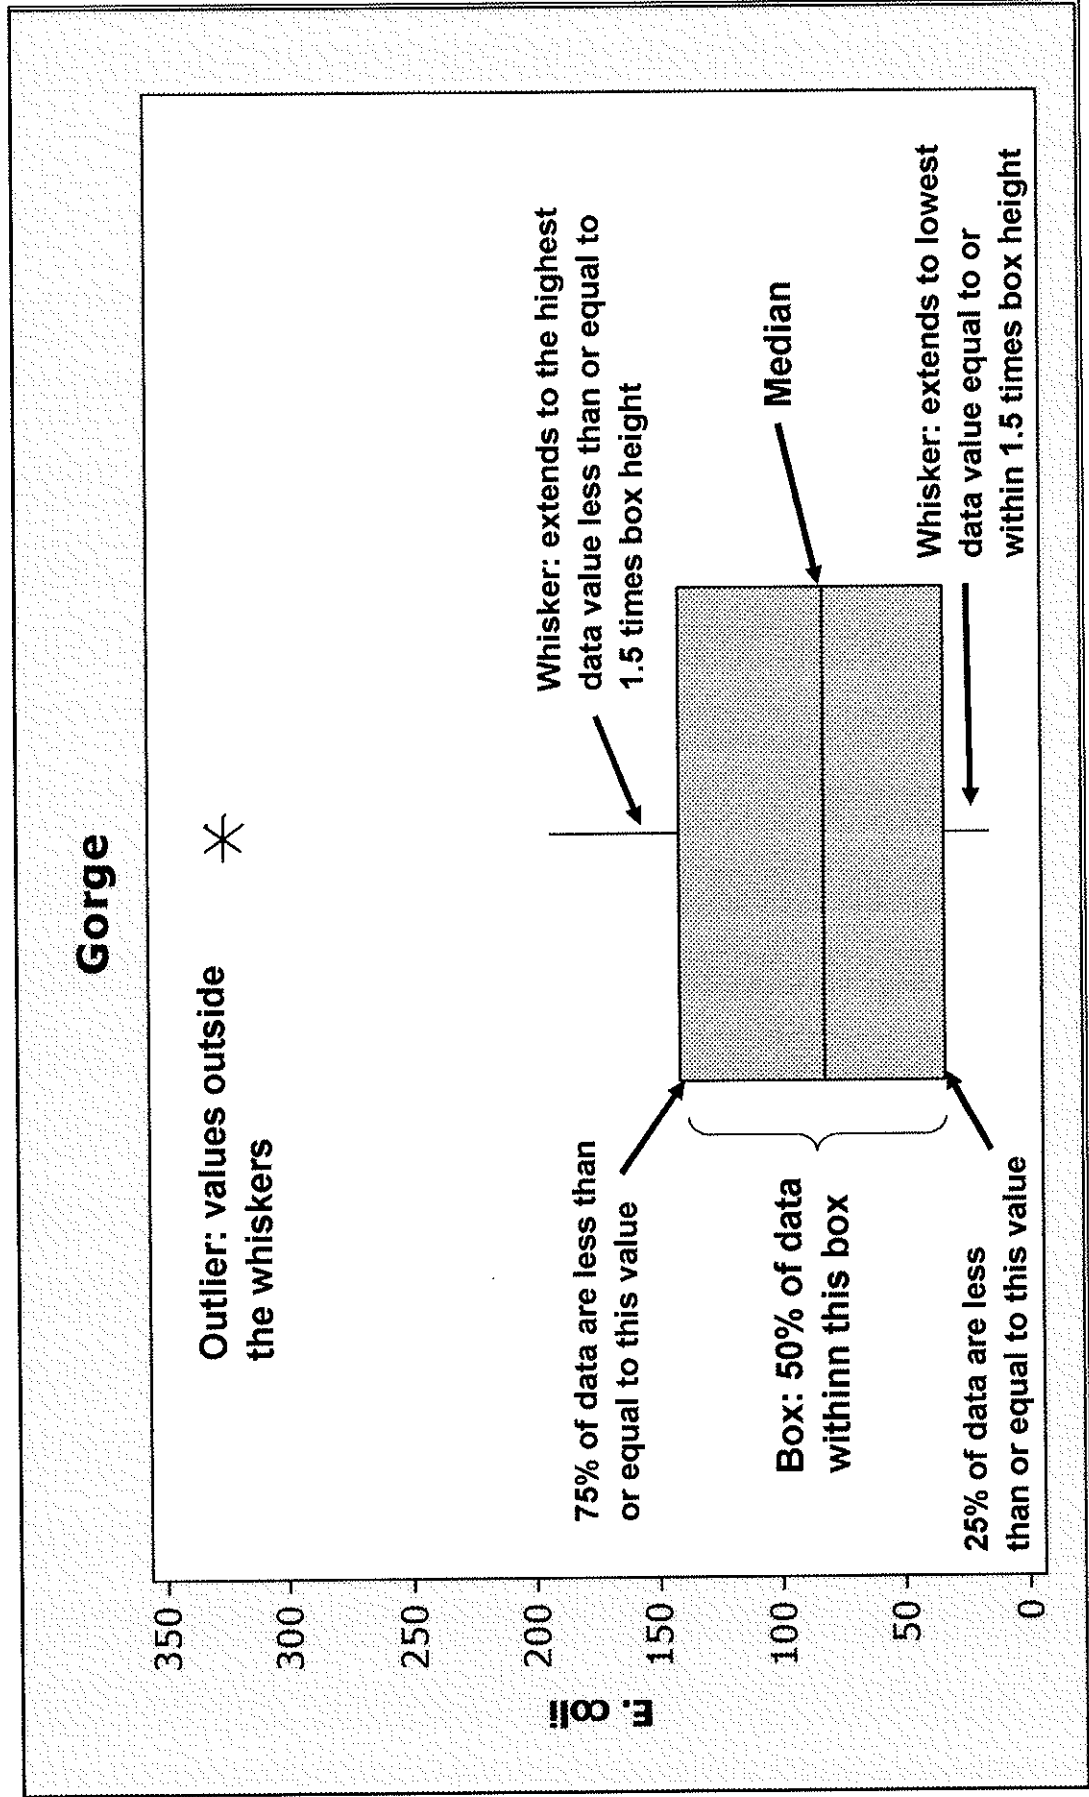 Gorge
350
300
250
200
150
100
50
0
E. coli
Outlier: values outside
the whiskers
Whisker: extends to the highest
data value less than or equal to
1.5 times box height
75% of data are less than
or equal to this value
Median
Box: 50% of data
withinn this box
Whisker: extends to lowest
data value equal to or
within 1.5 times box height
25% of data are less
than or equal to this value